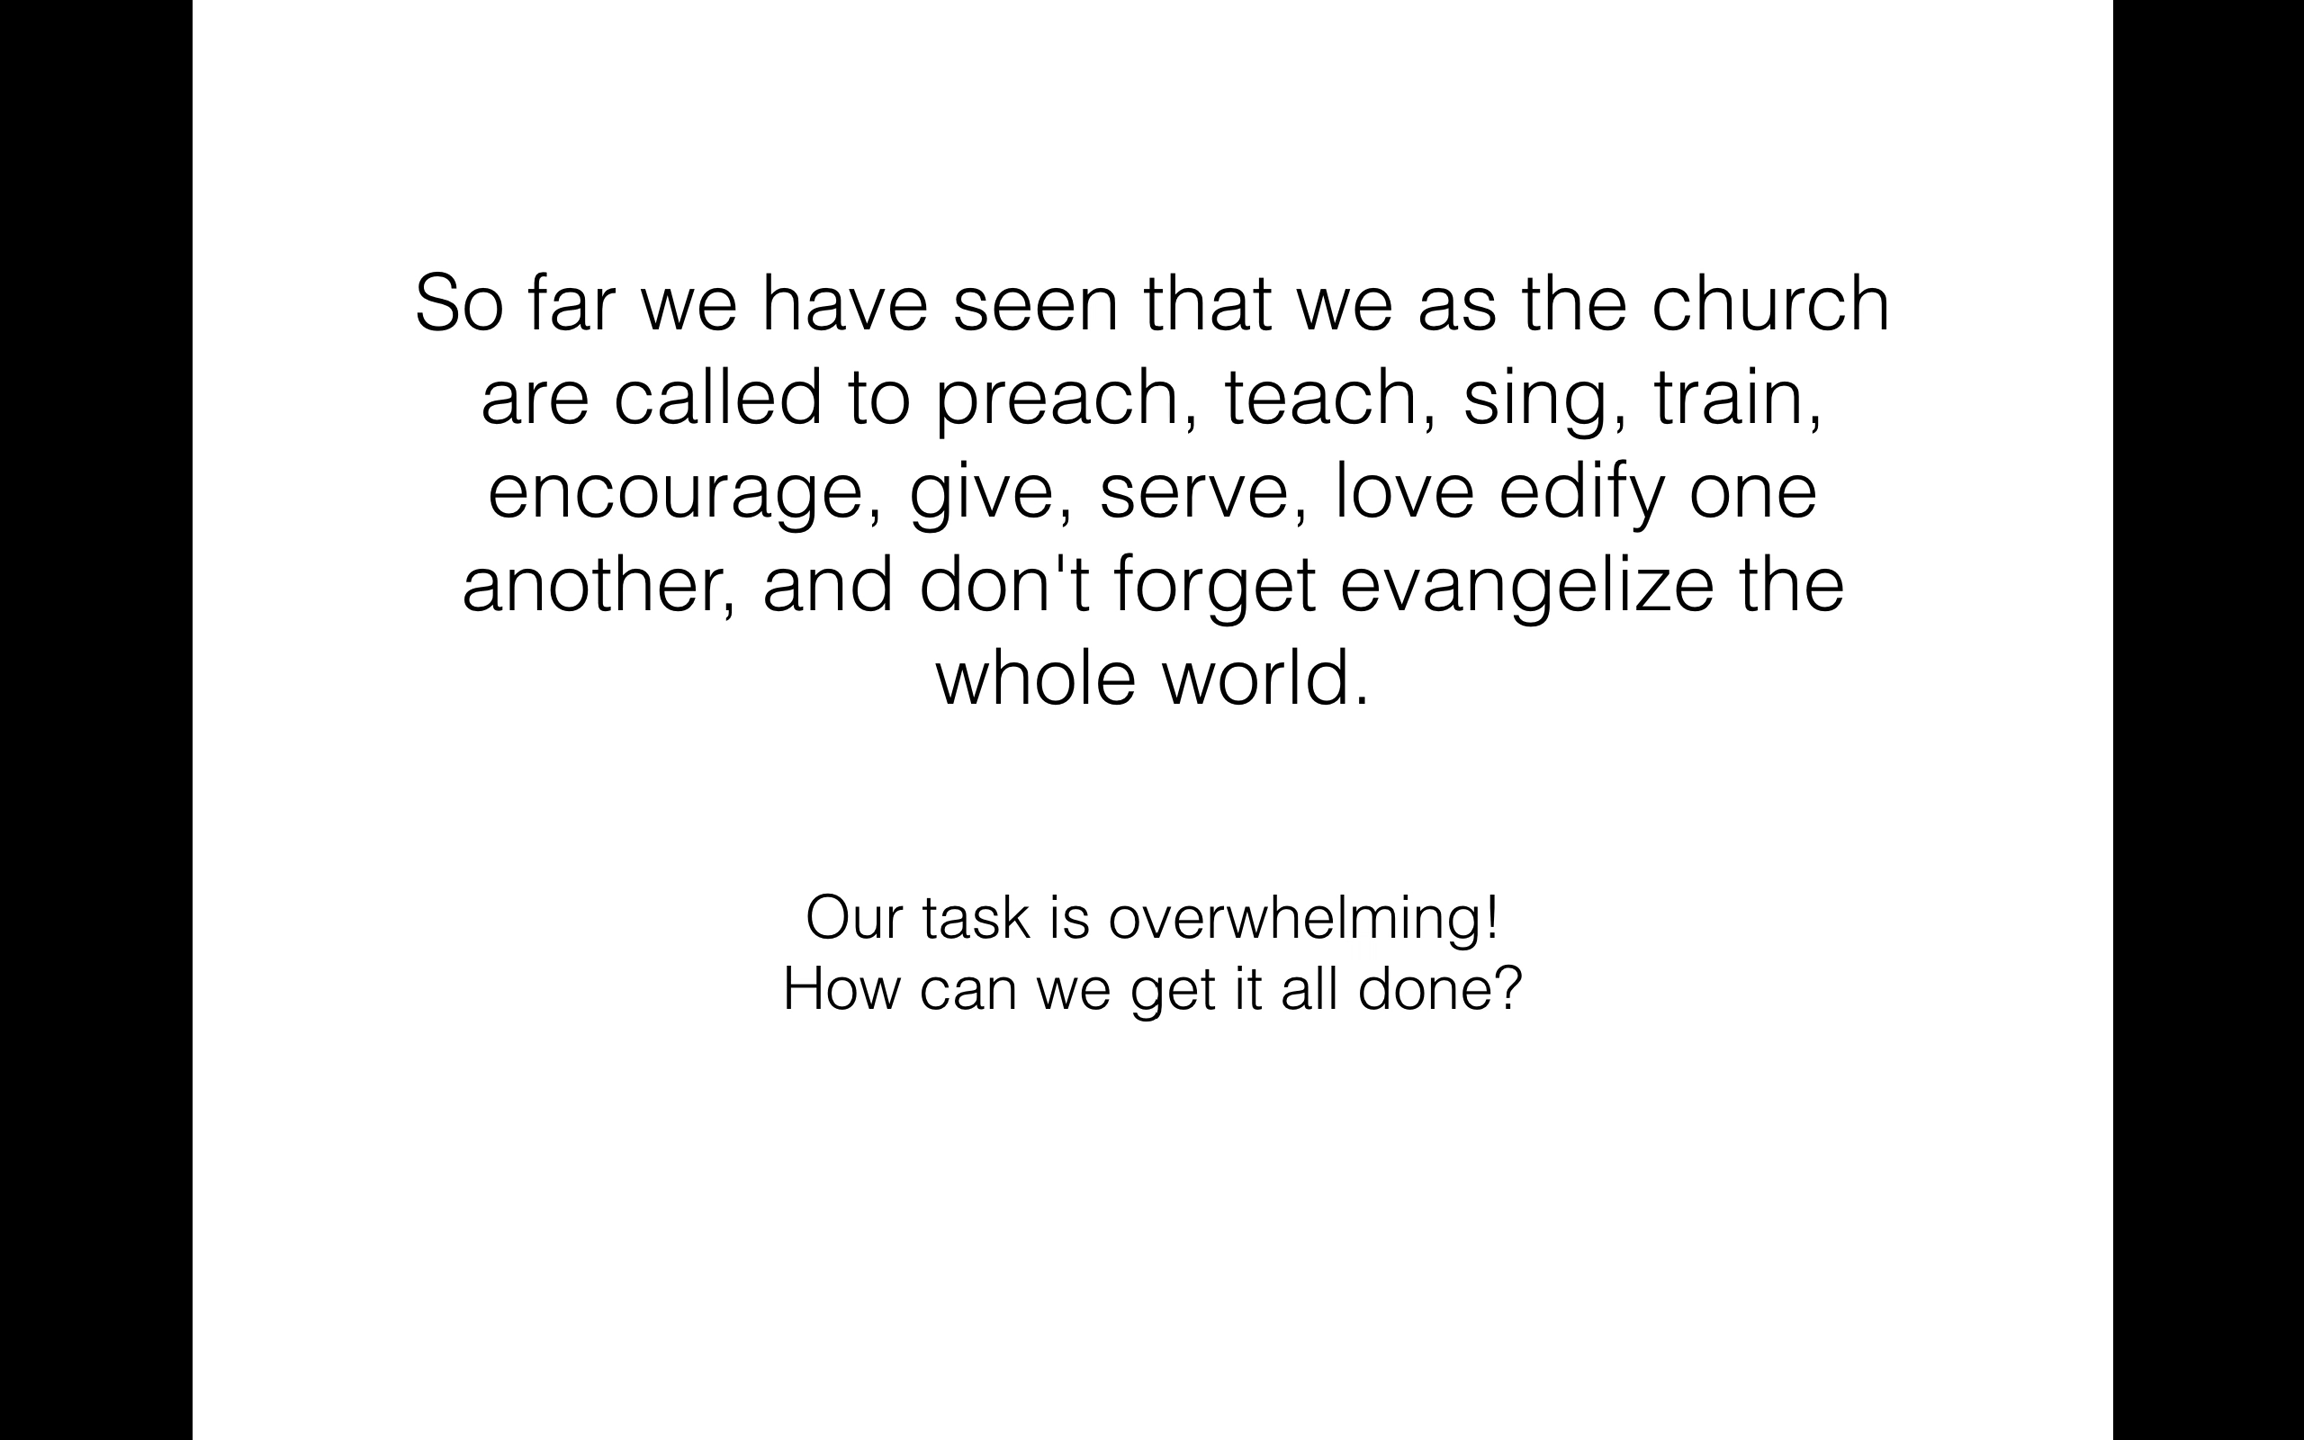 So far we have seen that we as the church
are called to preach, teach, sing, train,
encourage, give, serve, love edify one
another, and don't forget evangelize the
whole world.
Our task is overwhelming!
How can we get it all done?